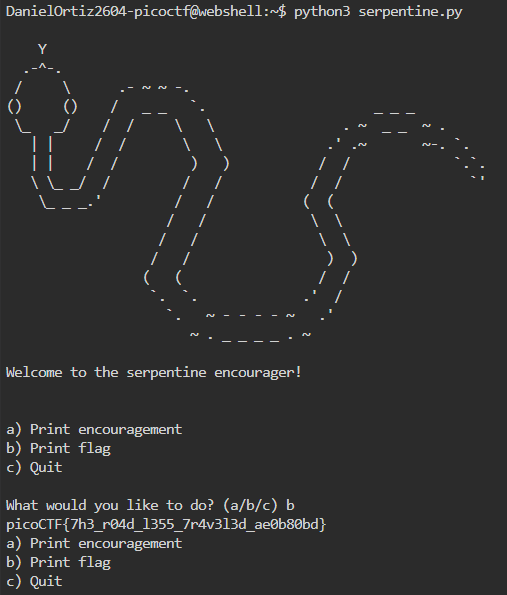 DanielOrtiz2604-picoctf@webshell:~$ python3 serpentine.py
Y
Welcome to the serpentine encourager!
a) Print encouragement
b) Print flag
c) Quit
What would you like to do? (a/b/c) b
picoCTF{7h3_r04d_l355_7r4v3l3d_ae0b80bd}
a) Print encouragement
b) Print flag
c) Quit